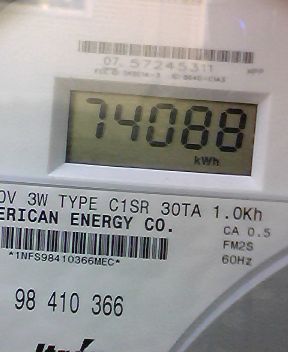 07 57245311
74088
kWh
0V 3W TYPE C1SR 30TA 1.0Kh
ERICAN ENERGY CO.
CA 0.5
FM2S
*1NFS98410366MEC*
60Hz
98 410 366